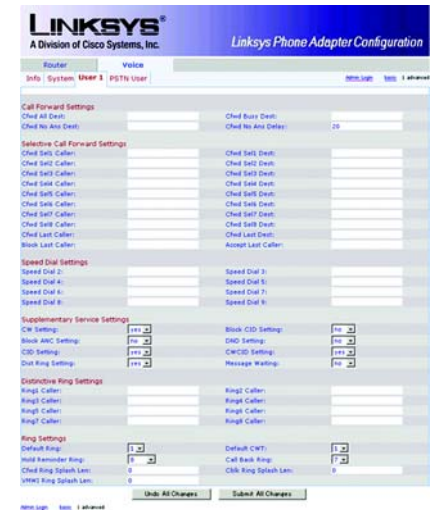 LINKSYS®
A Division of Cisco Systems, Inc.
Linksys Phone Adapter Configuration
Router Voice
Info System User 1 PSTN User Admin Login basic | advanced
Call Forward Settings
Cfwd All Dest: Cfwd Busy Dest:
Cfwd No Ans Dest: Cfwd No Ans Delay: 20
Selective Call Forward Settings
Cfwd Sel1 Caller: Cfwd Sel1 Dest:
Cfwd Sel2 Caller: Cfwd Sel2 Dest:
Cfwd Sel3 Caller: Cfwd Sel3 Dest:
Cfwd Sel4 Caller: Cfwd Sel4 Dest:
Cfwd Sel5 Caller: Cfwd Sel5 Dest:
Cfwd Sel6 Caller: Cfwd Sel6 Dest:
Cfwd Sel7 Caller: Cfwd Sel7 Dest:
Cfwd Sel8 Caller: Cfwd Sel8 Dest:
Cfwd Last Caller: Cfwd Last Dest:
Block Last Caller: Accept Last Caller:
Speed Dial Settings
Speed Dial 2: Speed Dial 3:
Speed Dial 4: Speed Dial 5:
Speed Dial 6: Speed Dial 7:
Speed Dial 8: Speed Dial 9:
Supplementary Service Settings
CW Setting: yes Block CID Setting: no
Block ANC Setting: no DND Setting: no
CID Setting: yes CWCID Setting: yes
Dist Ring Setting: yes Message Waiting: no
Distinctive Ring Settings
Ring1 Caller: Ring2 Caller:
Ring3 Caller: Ring4 Caller:
Ring5 Caller: Ring6 Caller:
Ring7 Caller: Ring8 Caller:
Ring Settings
Default Ring: 1 Default CWT: 1
Hold Reminder Ring: 8 Call Back Ring: 7
Cfwd Ring Splash Len: 0 Cblk Ring Splash Len: 0
VMWI Ring Splash Len: 0
Undo All Changes Submit All Changes
Admin Login basic | advanced